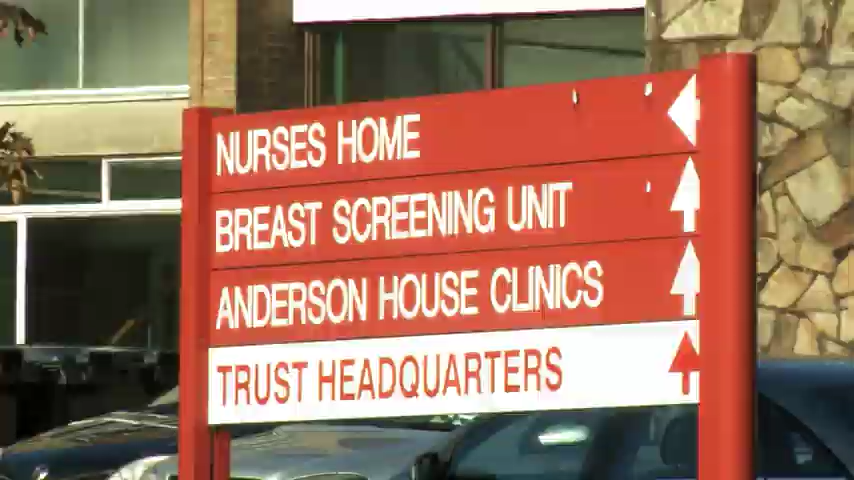 NURSES HOME
BREAST SCREENING UNIT
ANDERSON HOUSE CLINICS
TRUST HEADQUARTERS